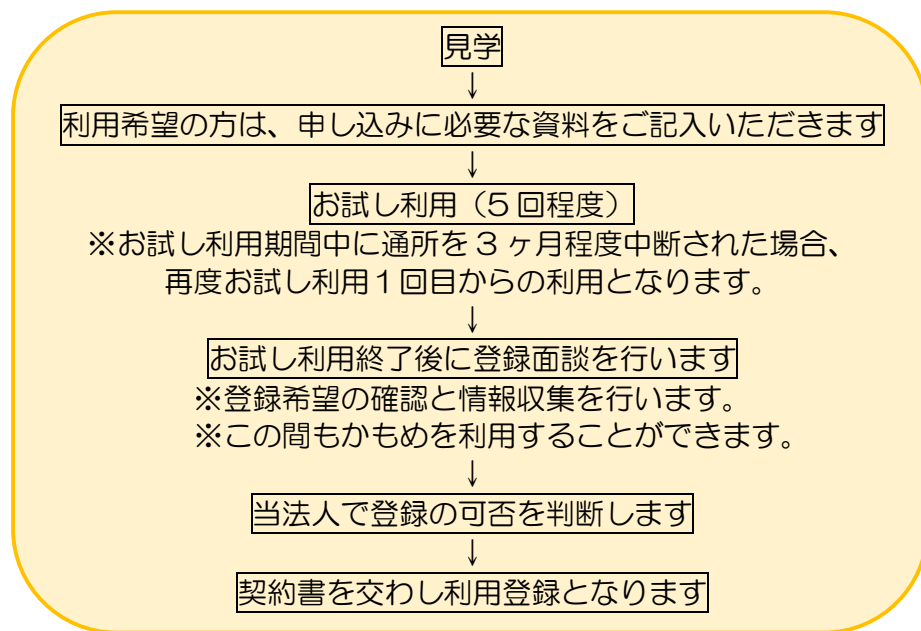 見学
↓
利用希望の方は、申し込みに必要な資料をご記入いただきます
↓
お試し利用（5回程度）
※お試し利用期間中に通所を3ヶ月程度中断された場合、
再度お試し利用1回目からの利用となります。
↓
お試し利用終了後に登録面談を行います
※登録希望の確認と情報収集を行います。
※この間もかもめを利用することができます。
↓
当法人で登録の可否を判断します
↓
契約書を交わし利用登録となります